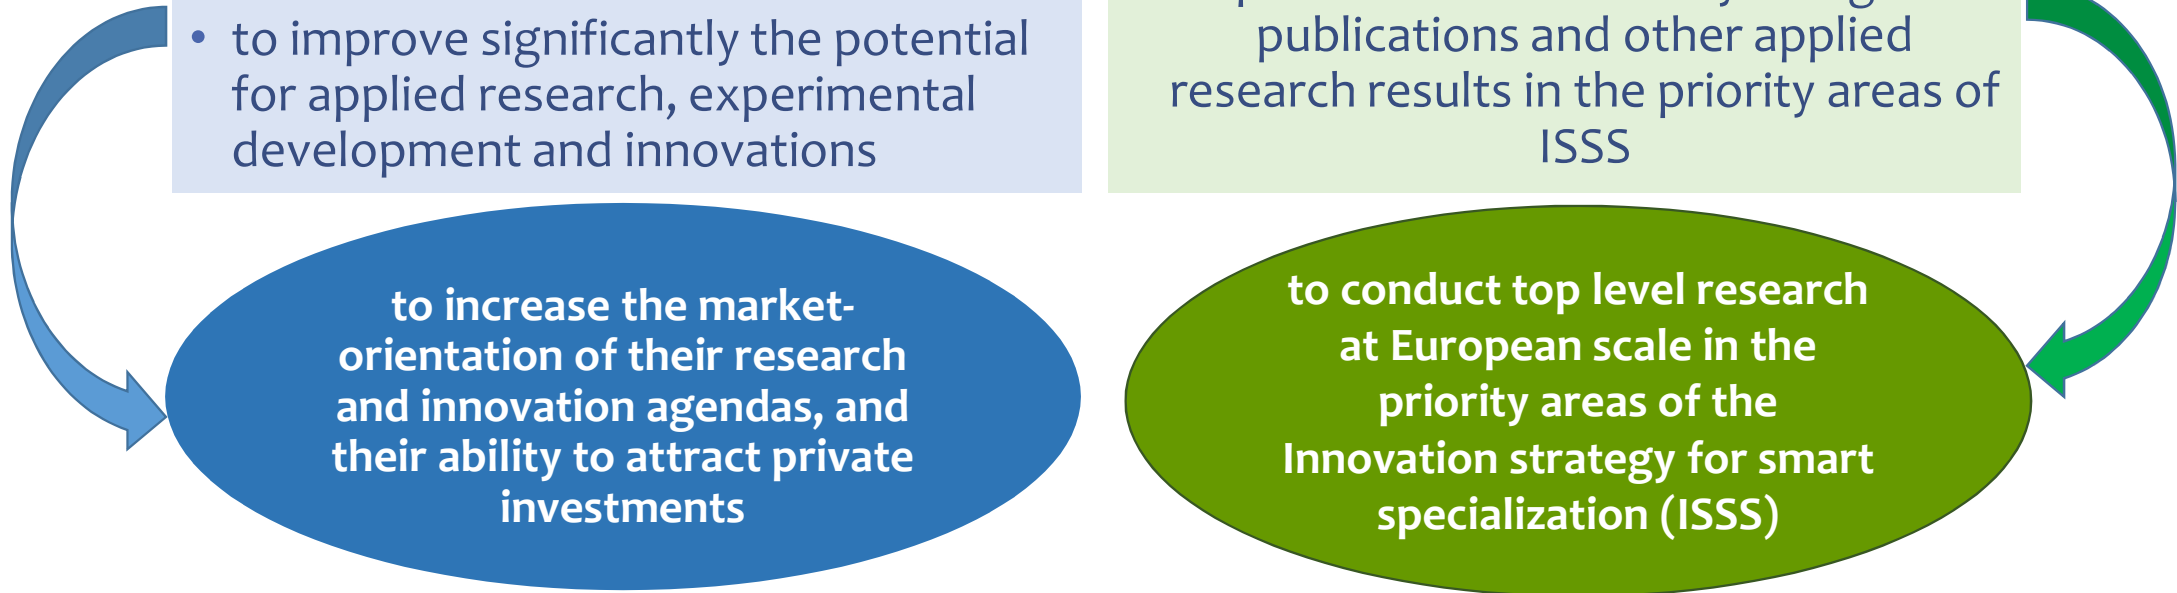 • to improve significantly the potential
for applied research, experimental
development and innovations
publications and other applied
research results in the priority areas of
ISSS
to increase the market-
orientation of their research
and innovation agendas, and
their ability to attract private
investments
to conduct top level research
at European scale in the
priority areas of the
Innovation strategy for smart
specialization (ISSS)